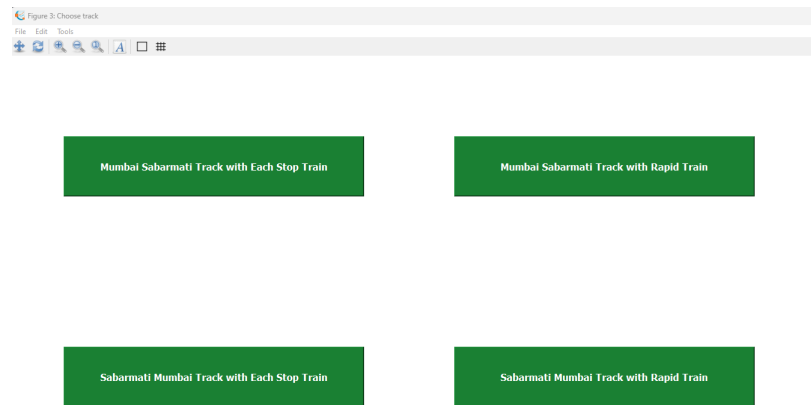 Figure 3: Choose track
File Edit Tools
A
Mumbai Sabarmati Track with Each Stop Train
Mumbai Sabarmati Track with Rapid Train
Sabarmati Mumbai Track with Each Stop Train
Sabarmati Mumbai Track with Rapid Train